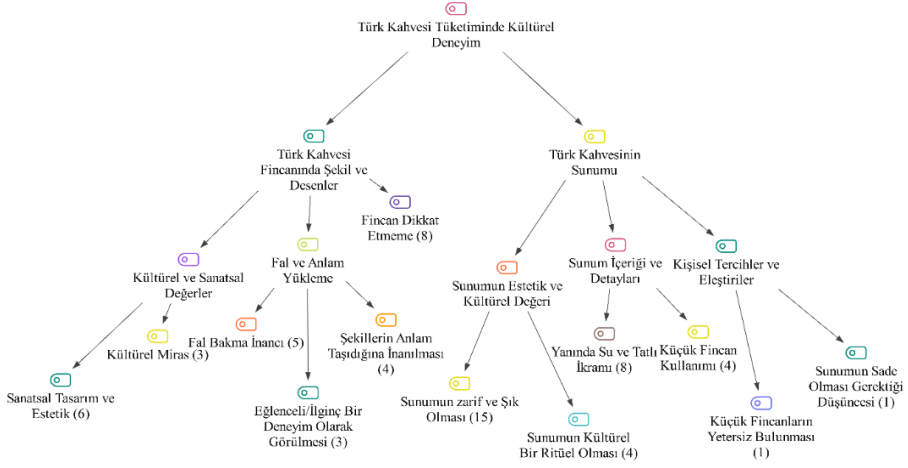 Türk Kahvesi Tüketiminde Kültürel
Deneyim
Türk Kahvesi
Fincanında Şekil ve
Desenler
Türk Kahvesinin
Sunumu
Fincan Dikkat
Etmeme (8)
Kültürel ve Sanatsal
Değerler
Fal ve Anlam
Yükleme
Sunumun Estetik ve
Kültürel Değeri
Sunum İçeriği ve
Detayları
Kişisel Tercihler ve
Eleştiriler
Kültürel Miras (3)
Fal Bakma İnancı (5)
Şekillerin Anlam
Taşıdığına İnanılması
(4)
Yanında Su ve Tatlı
İkramı (8)
Küçük Fincan
Kullanımı (4)
Sunumun Sade
Olması Gerektiği
Düşüncesi (1)
Sanatsal Tasarım ve
Estetik (6)
Eğlenceli/İlginç Bir
Deneyim Olarak
Görülmesi (3)
Sunumun zarif ve Şık
Olması (15)
Sunumun Kültürel
Bir Ritüel Olması (4)
Küçük Fincanların
Yetersiz Bulunması
(1)